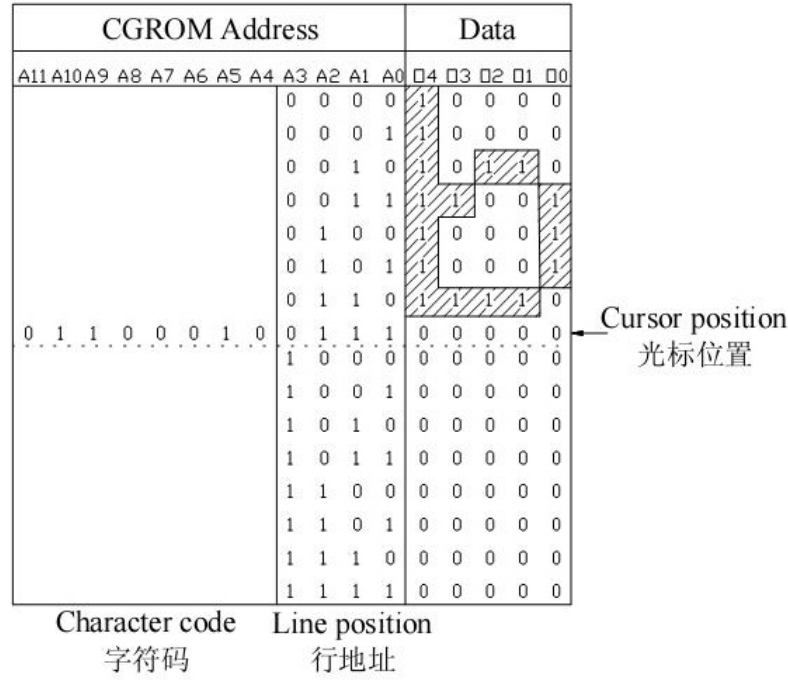 CGROM Address Data
A11 A10 A9 A8 A7 A6 A5 A4 A3 A2 A1 A0 O4 O3 O2 O1 O0
0 0 0 0 1 0 0 0 0
0 0 0 1 1 0 0 0 0
0 0 1 0 1 0 1 1 0
0 0 1 1 1 1 0 0 1
0 1 0 0 1 0 0 0 1
0 1 0 1 1 0 0 0 1
0 1 1 0 1 1 1 1 0
0 1 1 0 0 0 1 0 0 1 1 1 0 0 0 0 0
Cursor position
光标位置
1 0 0 0 0 0 0 0 0
1 0 0 1 0 0 0 0 0
1 0 1 0 0 0 0 0 0
1 0 1 1 0 0 0 0 0
1 1 0 0 0 0 0 0 0
1 1 0 1 0 0 0 0 0
1 1 1 0 0 0 0 0 0
1 1 1 1 0 0 0 0 0
Character code Line position
字符码 行地址